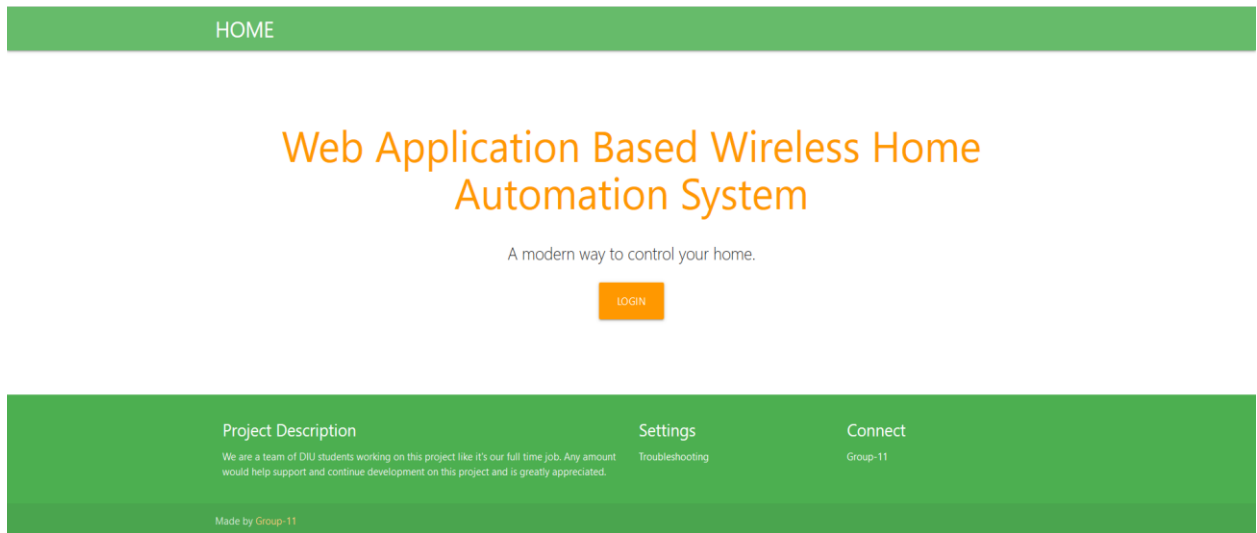 HOME
Web Application Based Wireless Home
Automation System
A modern way to control your home.
LOGIN
Project Description
We are a team of DIU students working on this project like it's our full time job. Any amount
would help support and continue development on this project and is greatly appreciated.
Settings
Troubleshooting
Connect
Group-11
Made by Group-11